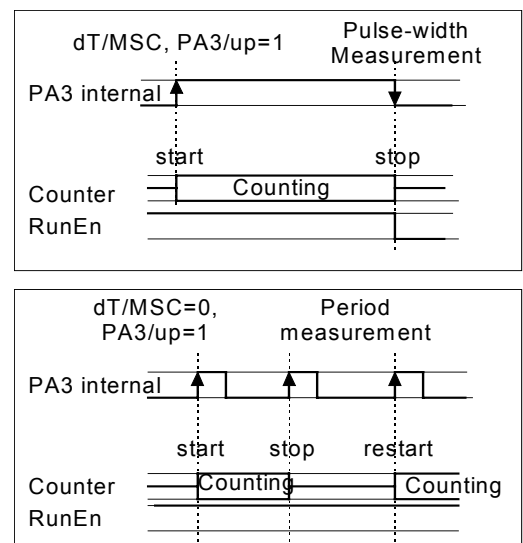 dT/MSC, PA3/up=1
Pulse-width
Measurement
PA3 internal
start
stop
Counter
Counting
RunEn
dT/MSC=0,
PA3/up=1
Period
measurement
PA3 internal
start
stop
restart
Counter
Counting
Counting
RunEn